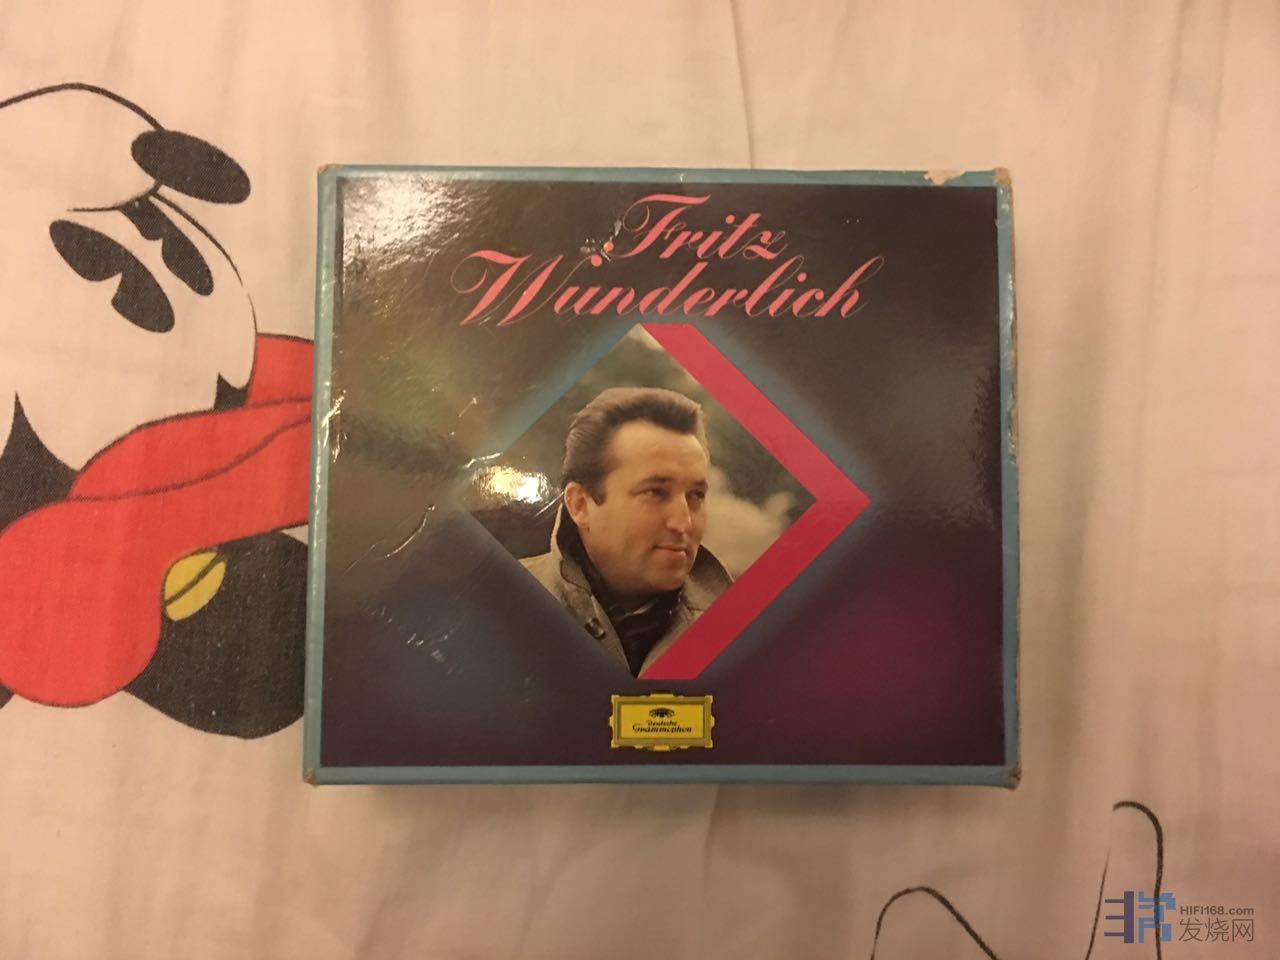 Fritz
Wunderlich
Deutsche
Grammophon
HIFI168.com
发烧网